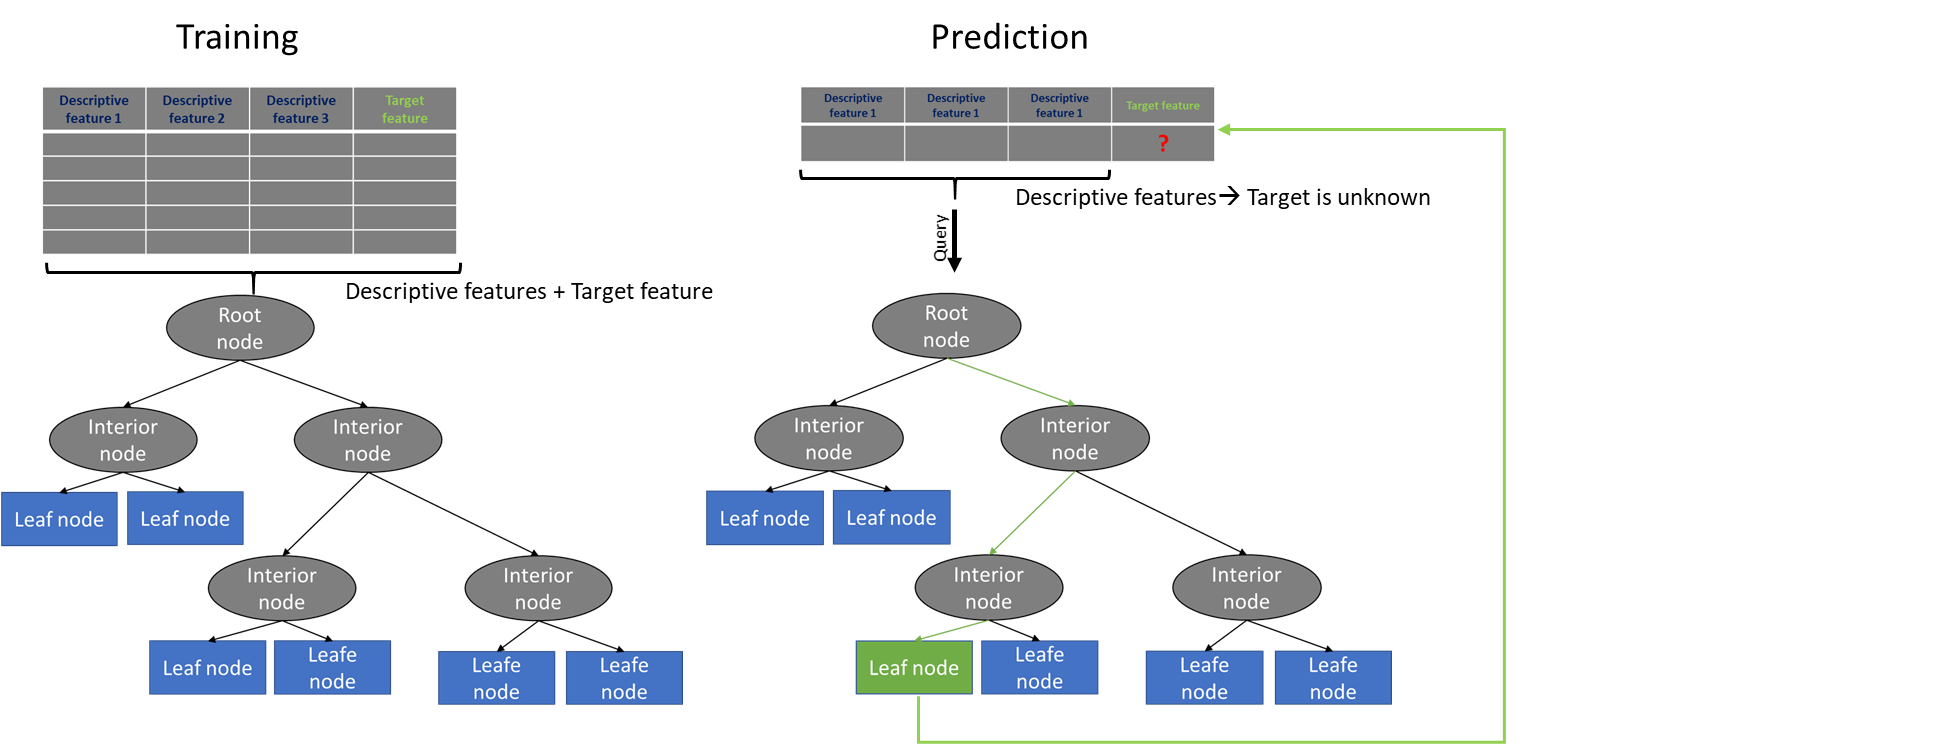 Training
Descriptive
feature 1
Descriptive
feature 2
Descriptive
feature 3
Target
feature
Descriptive features + Target feature
Root
node
Interior
node
Interior
node
Leaf node
Leaf node
Interior
node
Interior
node
Leaf node
Leafe
node
Leafe
node
Leafe
node
Prediction
Descriptive
feature 1
Descriptive
feature 1
Descriptive
feature 1
Target feature
?
Descriptive features→ Target is unknown
Query
Root
node
Interior
node
Interior
node
Leaf node
Leaf node
Interior
node
Interior
node
Leaf node
Leafe
node
Leafe
node
Leafe
node